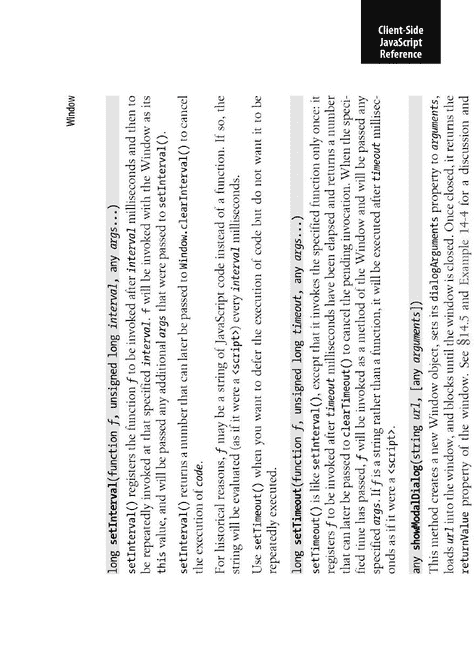 Client-Side
JavaScript
Reference
Window
long setInterval(function f, unsigned long interval, any args...)
setInterval() registers the function f to be invoked after interval milliseconds and then to
be repeatedly invoked at that specified interval. f will be invoked with the Window as its
this value, and will be passed any additional args that were passed to setInterval().
setInterval() returns a number that can later be passed to Window.clearInterval() to cancel
the execution of code.
For historical reasons, f may be a string of JavaScript code instead of a function. If so, the
string will be evaluated (as if it were a <script>) every interval milliseconds.
Use setTimeout() when you want to defer the execution of code but do not want it to be
repeatedly executed.
long setTimeout(function f, unsigned long timeout, any args...)
setTimeout() is like setInterval(), except that it invokes the specified function only once: it
registers f to be invoked after timeout milliseconds have been elapsed and returns a number
that can later be passed to clearTimeout() to cancel the pending invocation. When the speci-
fied time has passed, f will be invoked as a method of the Window and will be passed any
specified args. If f is a string rather than a function, it will be executed after timeout millisec-
onds as if it were a <script>.
any showModalDialog(string url, [any arguments])
This method creates a new Window object, sets its dialogArguments property to arguments,
loads url into the window, and blocks until the window is closed. Once closed, it returns the
returnValue property of the window. See §14.5 and Example 14-4 for a discussion and